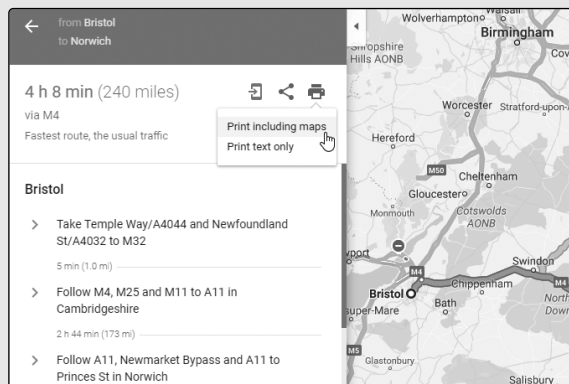 from Bristol
to Norwich
4 h 8 min (240 miles)
via M4
Fastest route, the usual traffic
Print including maps
Print text only
Bristol
Take Temple Way/A4044 and Newfoundland
St/A4032 to M32
5 min (1.0 mi)
Follow M4, M25 and M11 to A11 in
Cambridgeshire
2 h 44 min (173 mi)
Follow A11, Newmarket Bypass and A11 to
Princes St in Norwich
Wolverhampton
Walsall
Birmingham
Shropshire
Hills AONB
Worcester
Stratford-upon-
Hereford
M50
Cheltenham
Gloucester
Monmouth
Cotswolds
AONB
Swindon
M4
Chippenham
M4
Bristol
Bath
North
Down
M5
Glastonbury
Salisbury